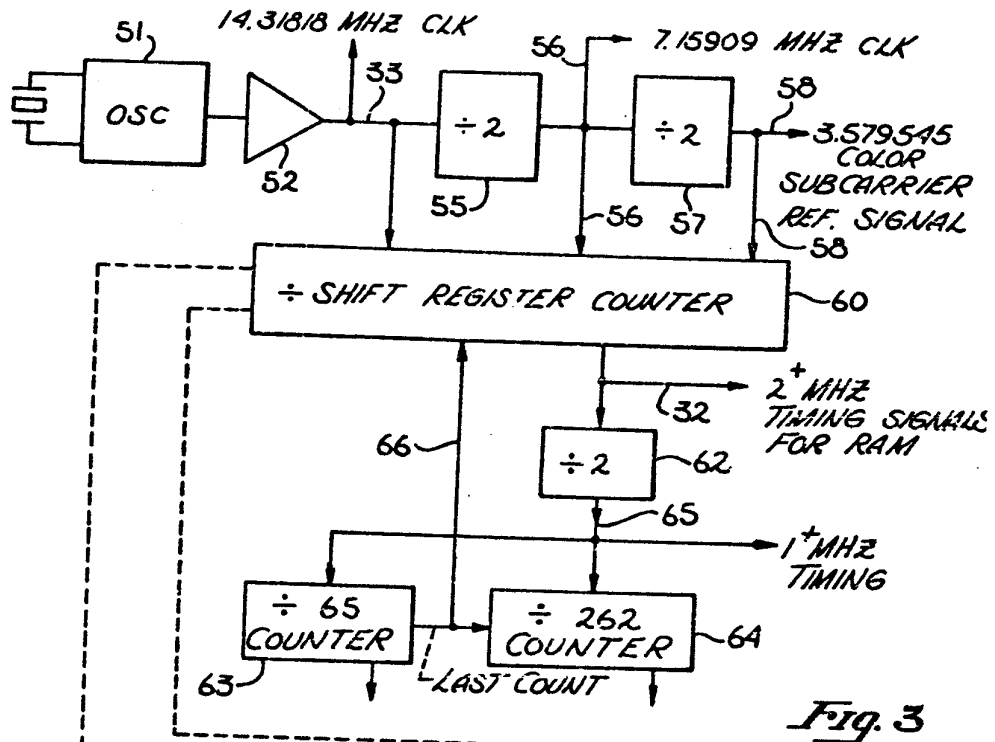 14.31818 MHZ CLK
51
OSC
52
33
÷ 2
55
56
7.15909 MHZ CLK
÷ 2
57
58
3.579545
COLOR
SUBCARRIER
REF. SIGNAL
56
58
÷ SHIFT REGISTER COUNTER
60
2+ MHZ
TIMING SIGNALS
FOR RAM
32
66
÷ 2
62
65
1+ MHZ
TIMING
÷ 65
COUNTER
63
÷ 262
COUNTER
64
LAST COUNT
Fig. 3